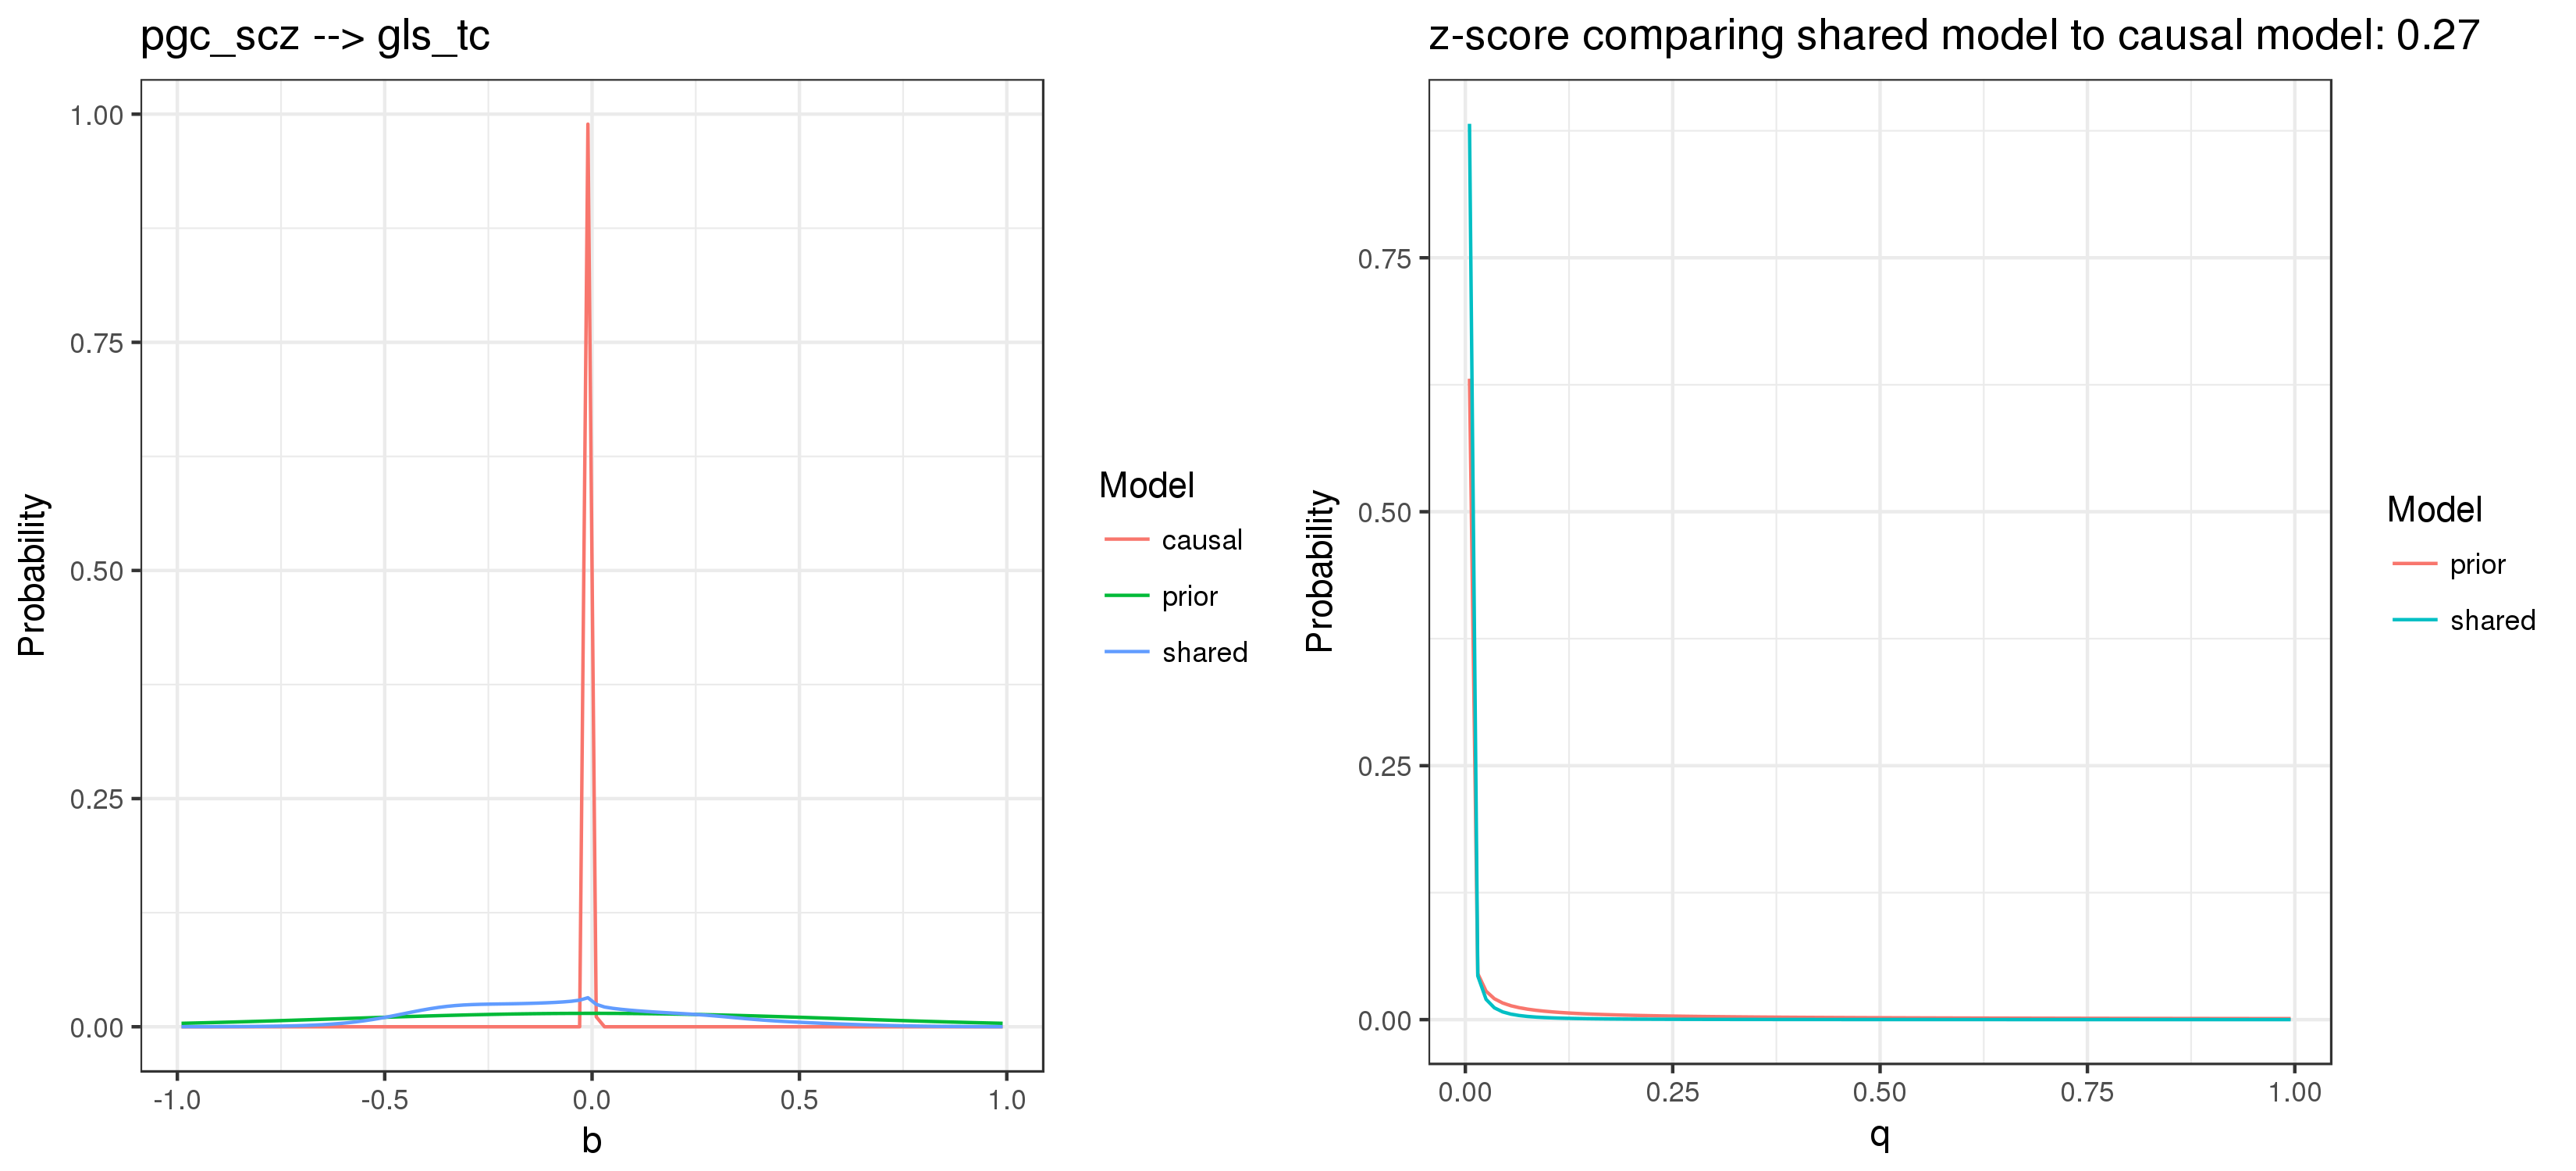 pgc_scz --> gls_tc
Probability
1.00
0.75
0.50
0.25
0.00
-1.0 -0.5 0.0 0.5 1.0
b
Model
causal
prior
shared
z-score comparing shared model to causal model: 0.27
Probability
0.75
0.50
0.25
0.00
0.00 0.25 0.50 0.75 1.00
q
Model
prior
shared